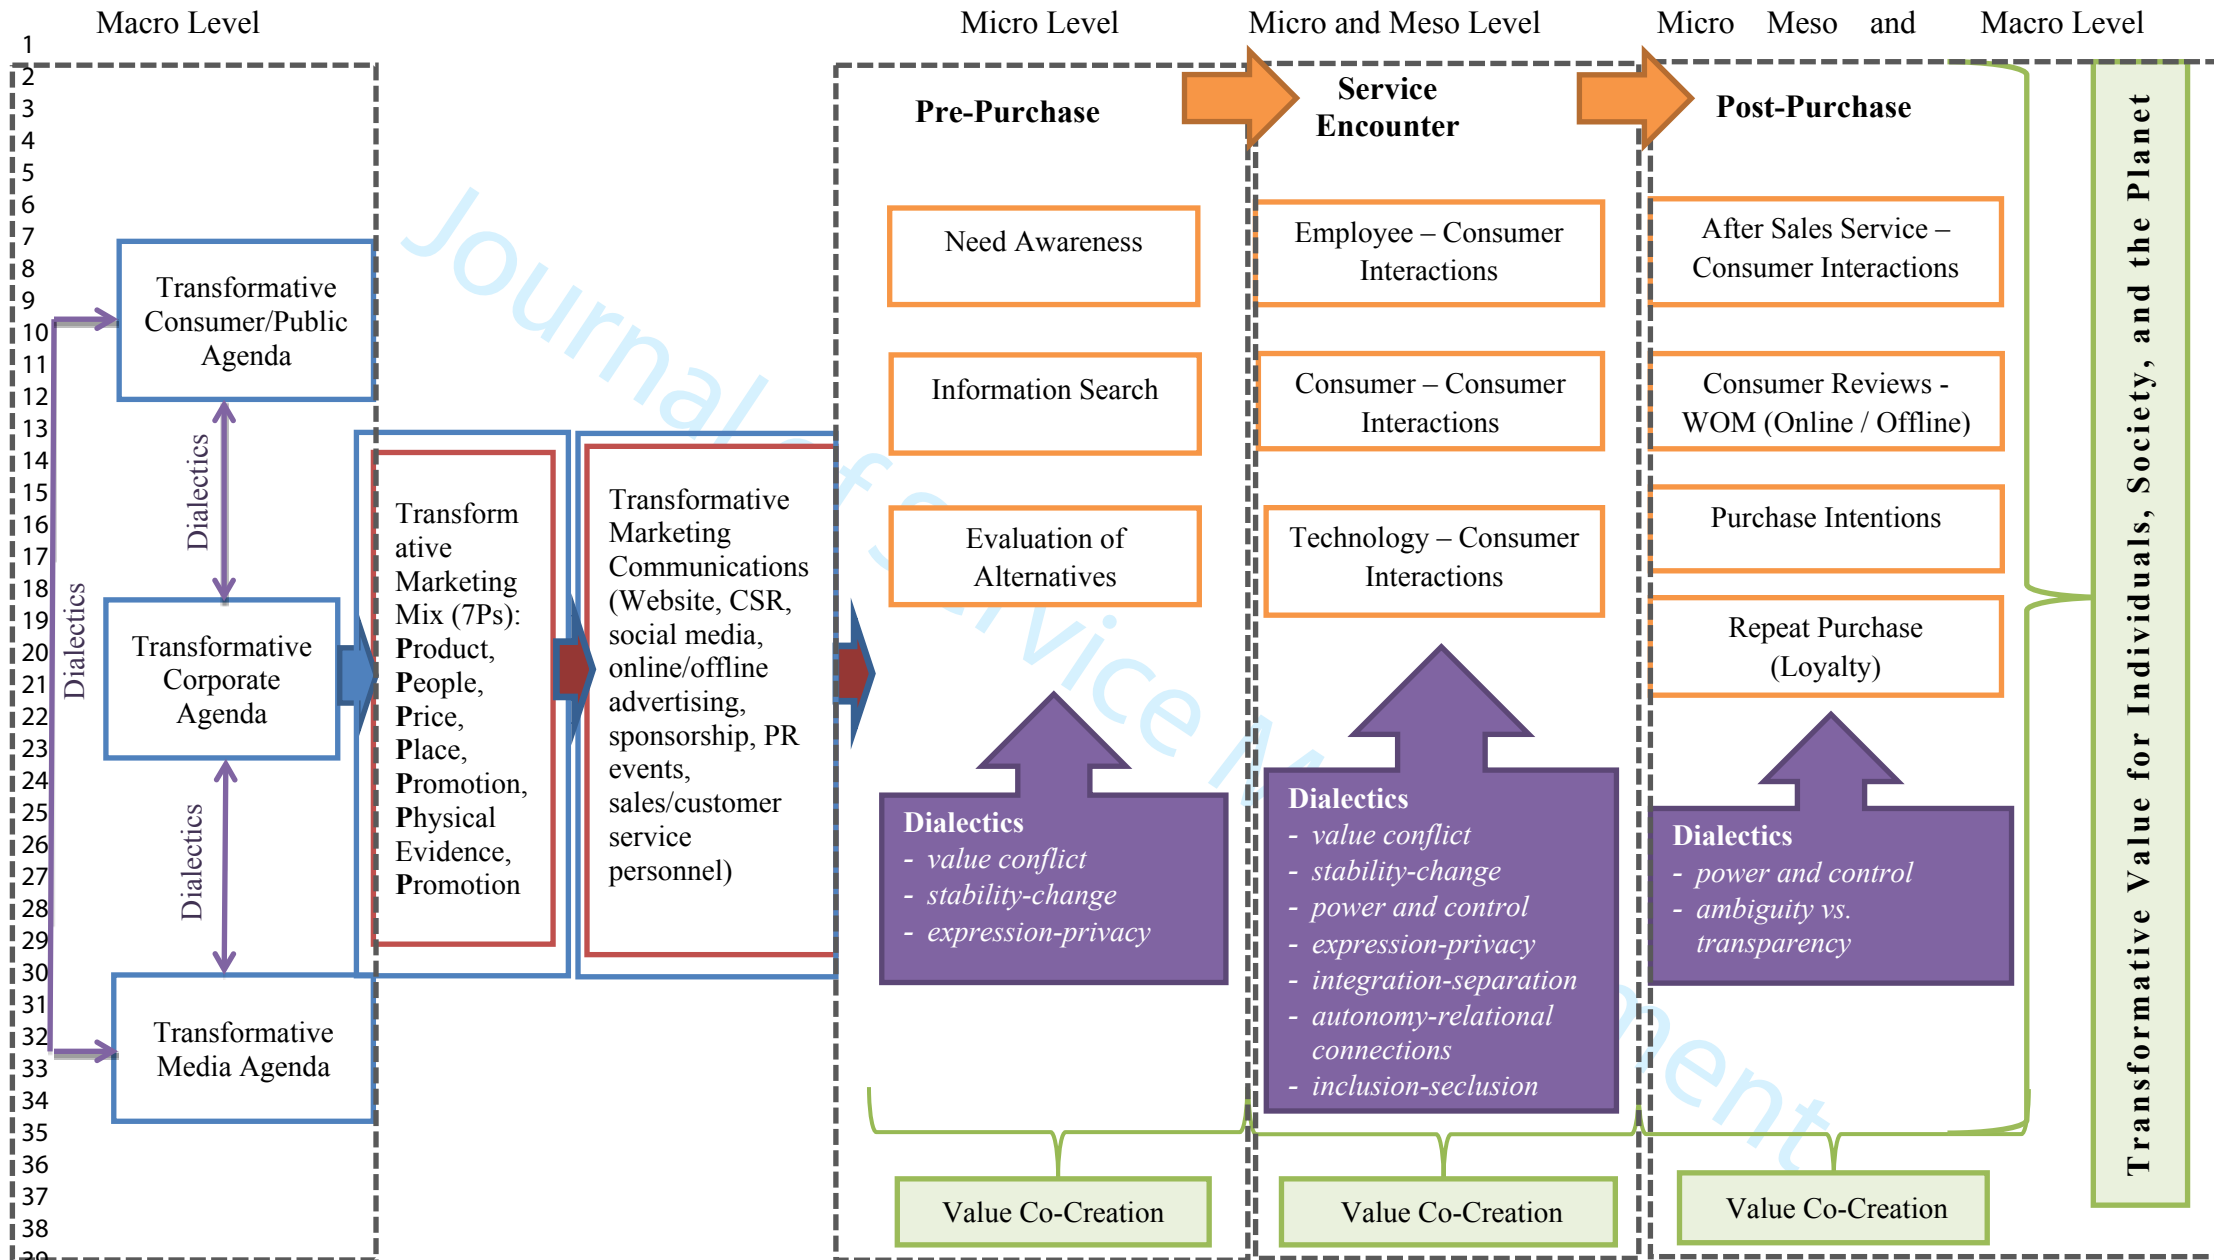 Macro Level
Micro Level
Micro and Meso Level
Micro Meso and Macro Level
1
2
3
4
5
6
7
8
9
10
11
12
13
14
15
16
17
18
19
20
21
22
23
24
25
26
27
28
29
30
31
32
33
34
35
36
37
38
39
Journal of Service M
ment
Transformative
Consumer/Public
Agenda
Dialectics
Dialectics
Transformative
Corporate
Agenda
Dialectics
Transformative
Media Agenda
Transform
ative
Marketing
Mix (7Ps):
Product,
People,
Price,
Place,
Promotion,
Physical
Evidence,
Promotion
Transformative
Marketing
Communications
(Website, CSR,
social media,
online/offline
advertising,
sponsorship, PR
events,
sales/customer
service
personnel)
Pre-Purchase
Need Awareness
Information Search
Evaluation of
Alternatives
Dialectics
- value conflict
- stability-change
- expression-privacy
Value Co-Creation
Service
Encounter
Employee – Consumer
Interactions
Consumer – Consumer
Interactions
Technology – Consumer
Interactions
Dialectics
- value conflict
- stability-change
- power and control
- expression-privacy
- integration-separation
- autonomy-relational
connections
- inclusion-seclusion
Value Co-Creation
Post-Purchase
After Sales Service –
Consumer Interactions
Consumer Reviews -
WOM (Online / Offline)
Purchase Intentions
Repeat Purchase
(Loyalty)
Dialectics
- power and control
- ambiguity vs.
transparency
Value Co-Creation
Transformative Value for Individuals, Society, and the Planet